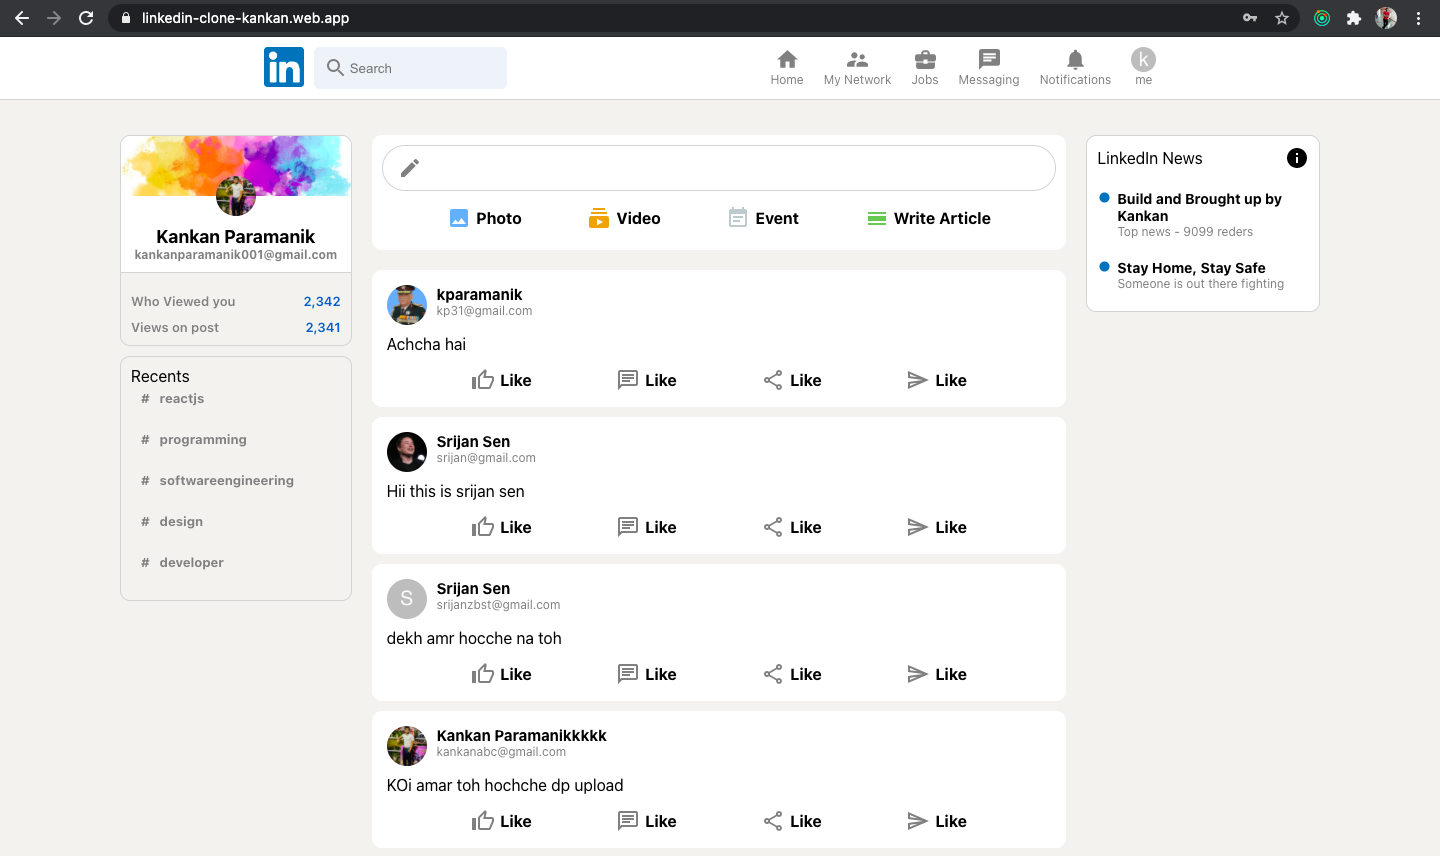 linkedin-clone-kankan.web.app
in
Search
Home
My Network
Jobs
Messaging
Notifications
k
me
Kankan Paramanik
kankanparamanik001@gmail.com
Who Viewed you 2,342
Views on post 2,341
Recents
# reactjs
# programming
# softwareengineering
# design
# developer
Photo
Video
Event
Write Article
kparamanik
kp31@gmail.com
Achcha hai
Like Like Like Like
Srijan Sen
srijan@gmail.com
Hii this is srijan sen
Like Like Like Like
S
Srijan Sen
srijanzbst@gmail.com
dekh amr hocche na toh
Like Like Like Like
Kankan Paramanikkkkk
kankanabc@gmail.com
KOi amar toh hochche dp upload
Like Like Like Like
LinkedIn News
Build and Brought up by
Kankan
Top news - 9099 reders
Stay Home, Stay Safe
Someone is out there fighting